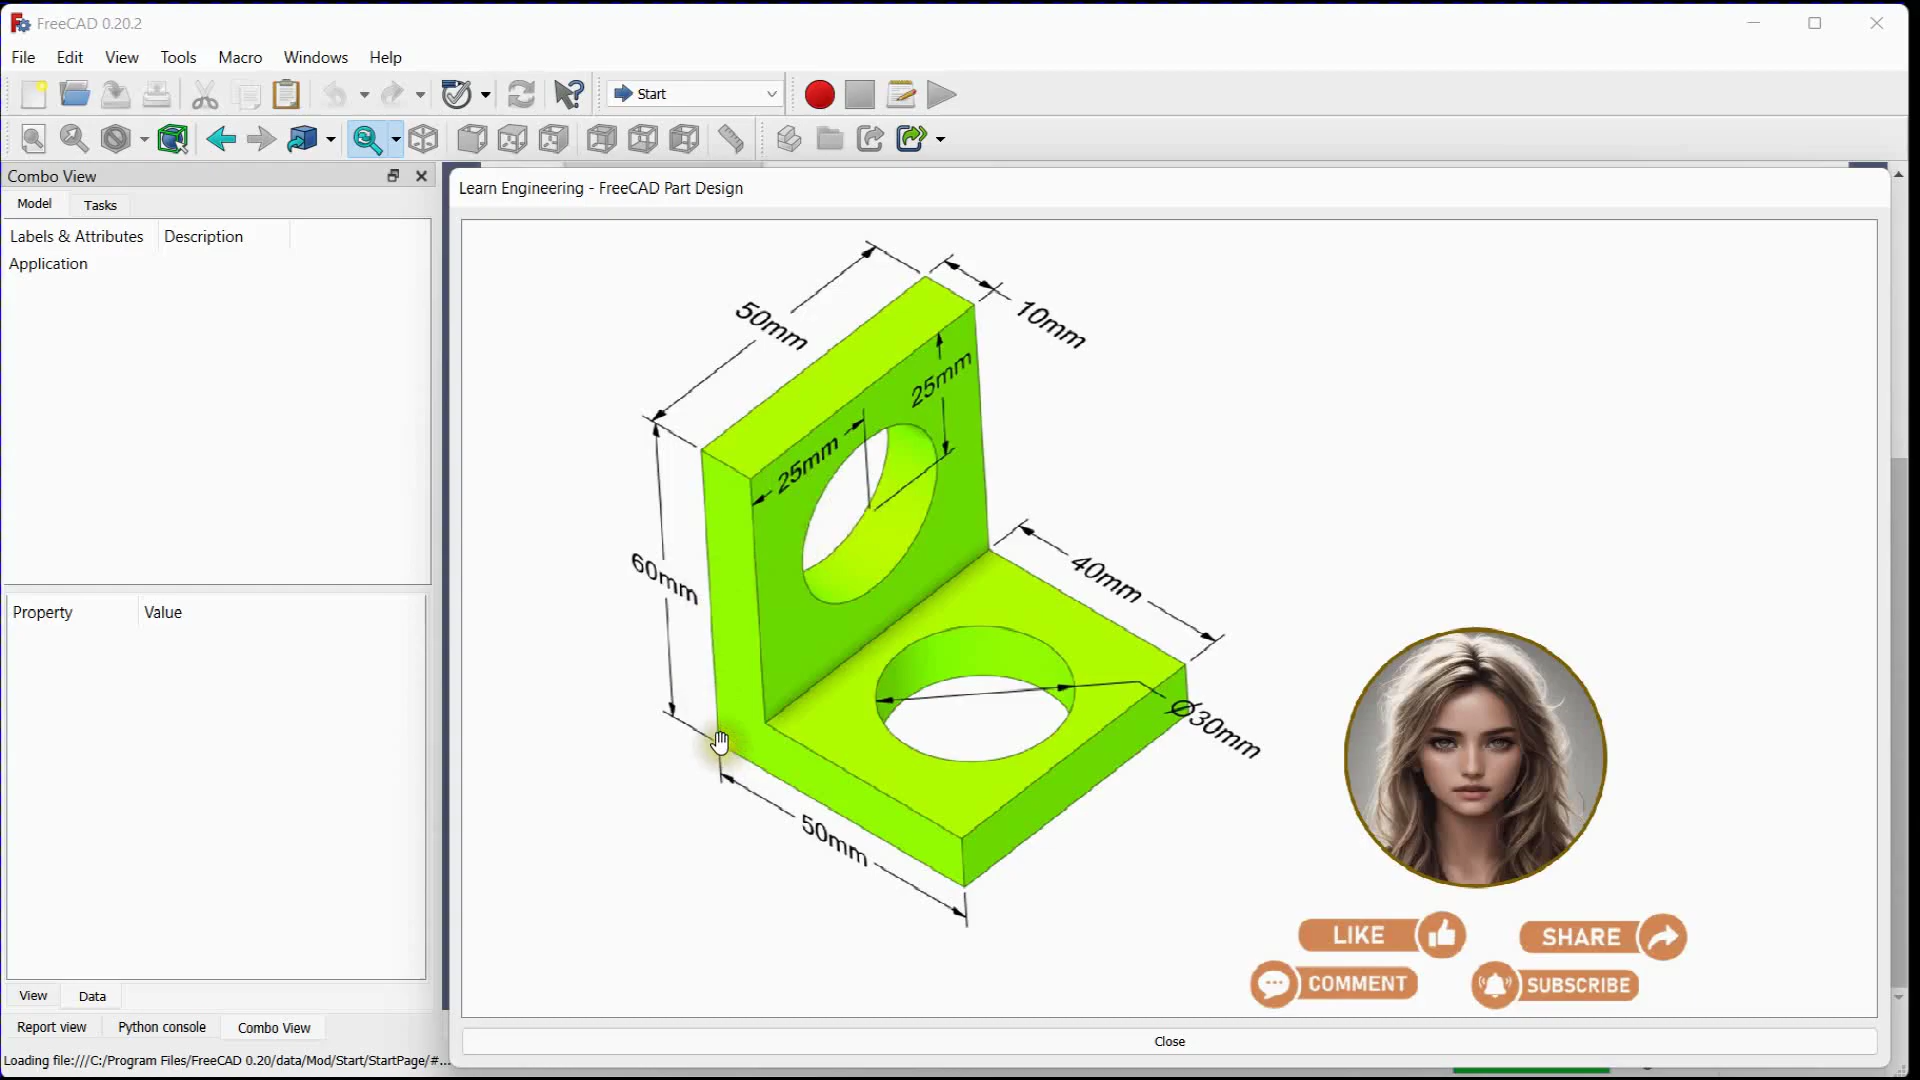 FreeCAD 0.20.2
File Edit View Tools Macro Windows Help
Start
Combo View
Model Tasks
Labels & Attributes Description
Application
Property Value
View Data
Report view Python console Combo View
Loading file:///C:/Program Files/FreeCAD 0.20/data/Mod/Start/StartPage/#...
Learn Engineering - FreeCAD Part Design
50mm
10mm
25mm
25mm
60mm
40mm
Ø30mm
50mm
LIKE
SHARE
COMMENT
SUBSCRIBE
Close